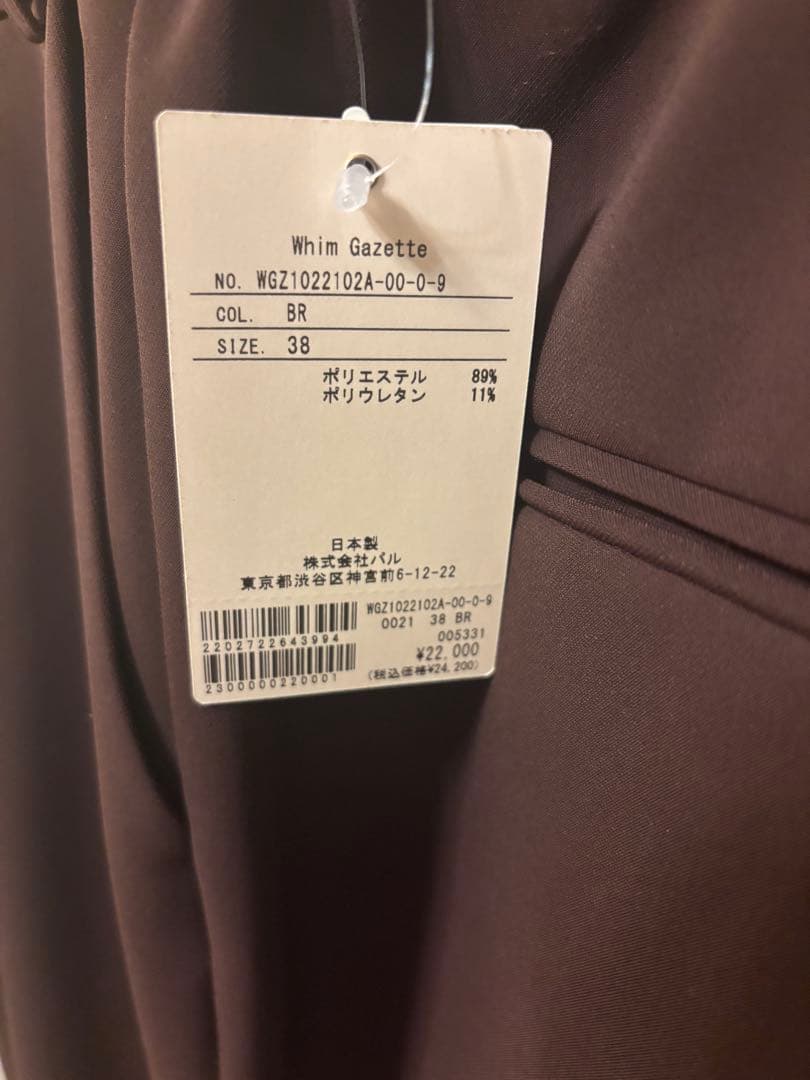 Whim Gazette
NO. WGZ1022102A-00-0-9
COL. BR
SIZE. 38
ポリエステル 89%
ポリウレタン 11%
日本製
株式会社パル
東京都渋谷区神宮前6-12-22
WGZ1022102A-00-0-9
0021 38 BR
2202722643994
005331
¥22,000
(税込価格¥24,200)
2300000220001